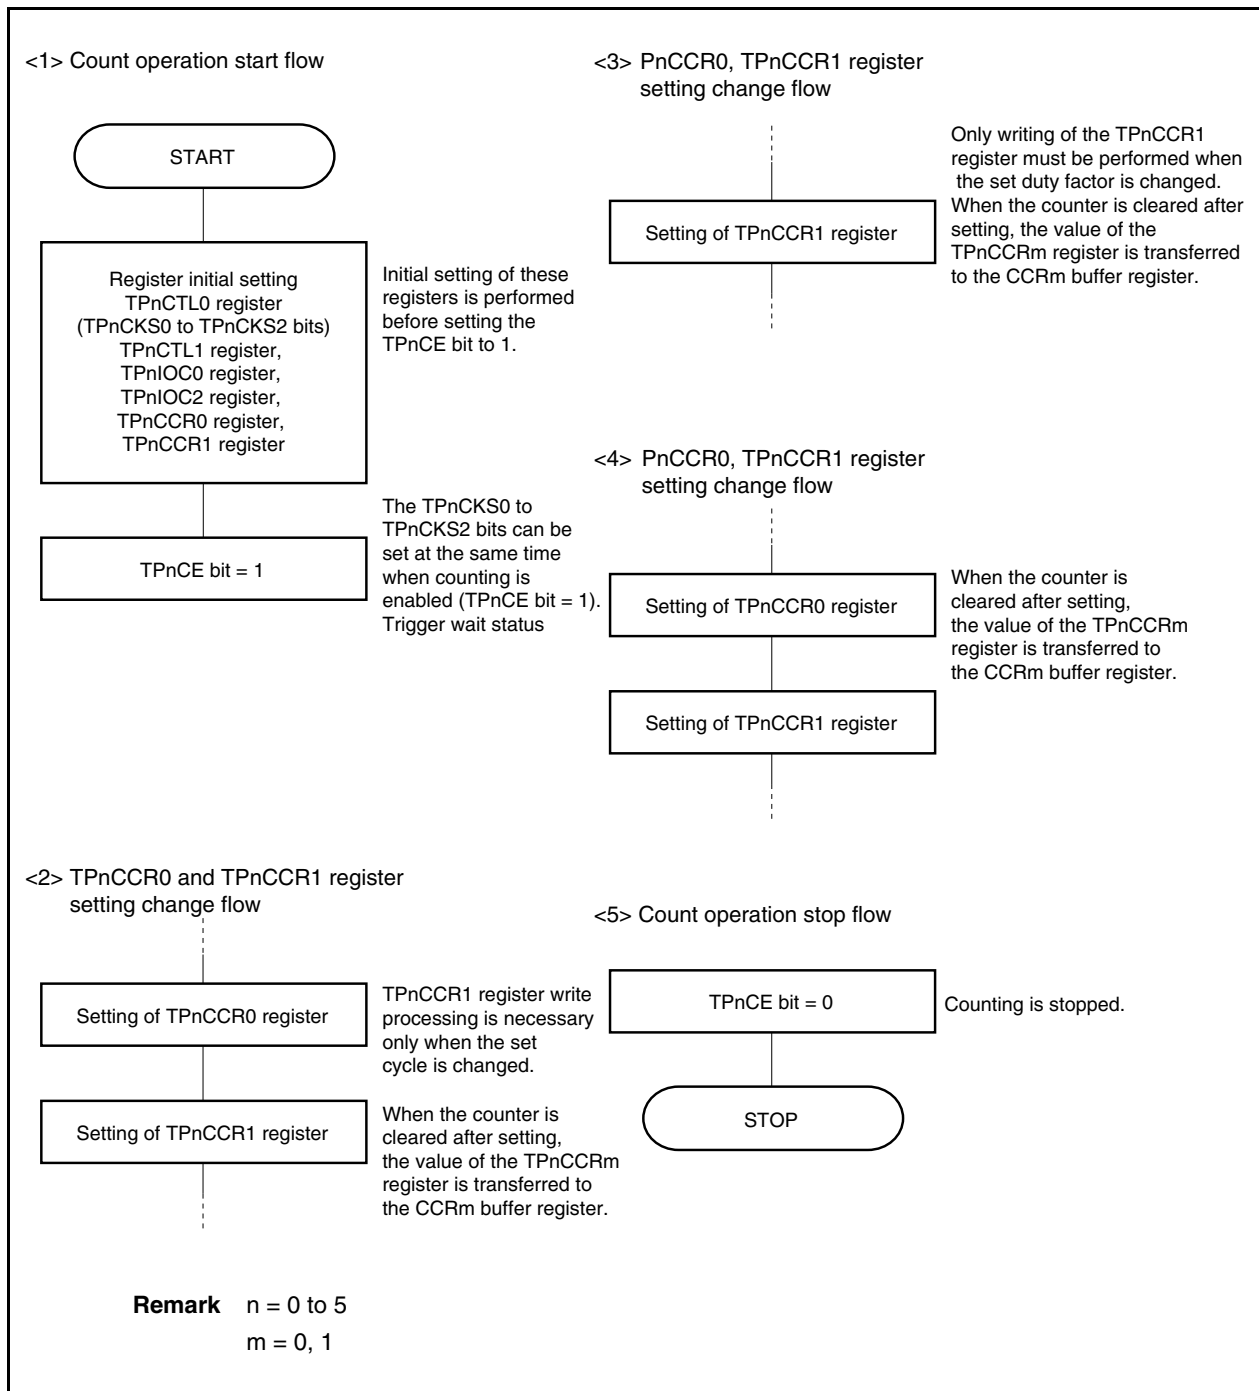 <1> Count operation start flow
START
Register initial setting
TPnCTL0 register
(TPnCKS0 to TPnCKS2 bits)
TPnCTL1 register,
TPnIOC0 register,
TPnIOC2 register,
TPnCCR0 register,
TPnCCR1 register
Initial setting of these
registers is performed
before setting the
TPnCE bit to 1.
TPnCE bit = 1
The TPnCKS0 to
TPnCKS2 bits can be
set at the same time
when counting is
enabled (TPnCE bit = 1).
Trigger wait status
<2> TPnCCR0 and TPnCCR1 register
setting change flow
Setting of TPnCCR0 register
TPnCCR1 register write
processing is necessary
only when the set
cycle is changed.
Setting of TPnCCR1 register
When the counter is
cleared after setting,
the value of the TPnCCRm
register is transferred to
the CCRm buffer register.
<3> PnCCR0, TPnCCR1 register
setting change flow
Setting of TPnCCR1 register
Only writing of the TPnCCR1
register must be performed when
the set duty factor is changed.
When the counter is cleared after
setting, the value of the
TPnCCRm register is transferred
to the CCRm buffer register.
<4> PnCCR0, TPnCCR1 register
setting change flow
Setting of TPnCCR0 register
When the counter is
cleared after setting,
the value of the TPnCCRm
register is transferred to
the CCRm buffer register.
Setting of TPnCCR1 register
<5> Count operation stop flow
TPnCE bit = 0
Counting is stopped.
STOP
Remark n = 0 to 5
m = 0, 1